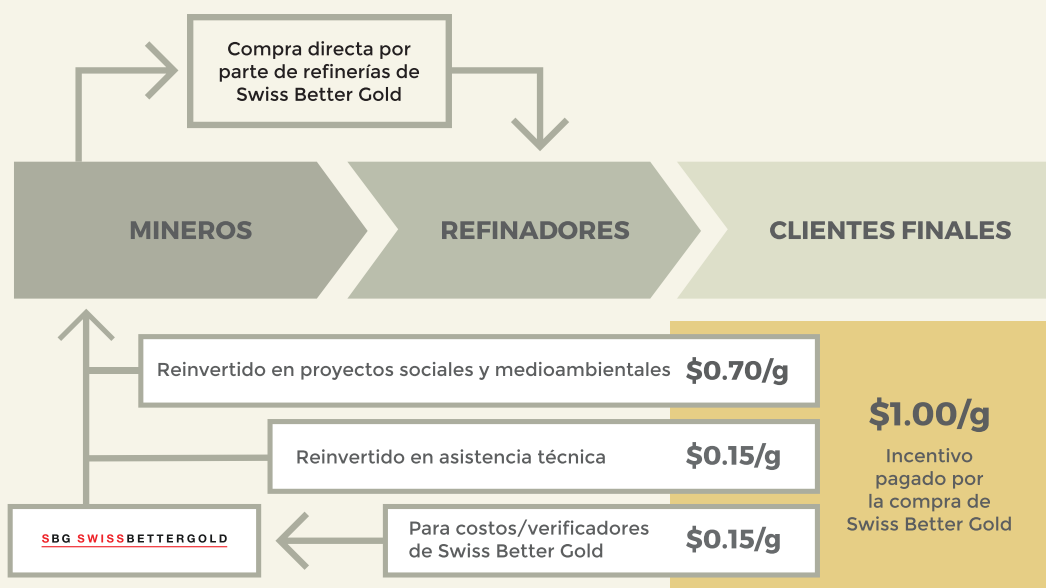 Compra directa por
parte de refinerías de
Swiss Better Gold
MINEROS
REFINADORES
CLIENTES FINALES
Reinvertido en proyectos sociales y medioambientales $0.70/g
Reinvertido en asistencia técnica $0.15/g
Para costos/verificadores
de Swiss Better Gold
$0.15/g
SBG SWISSBETTERGOLD
$1.00/g
Incentivo
pagado por
la compra de
Swiss Better Gold